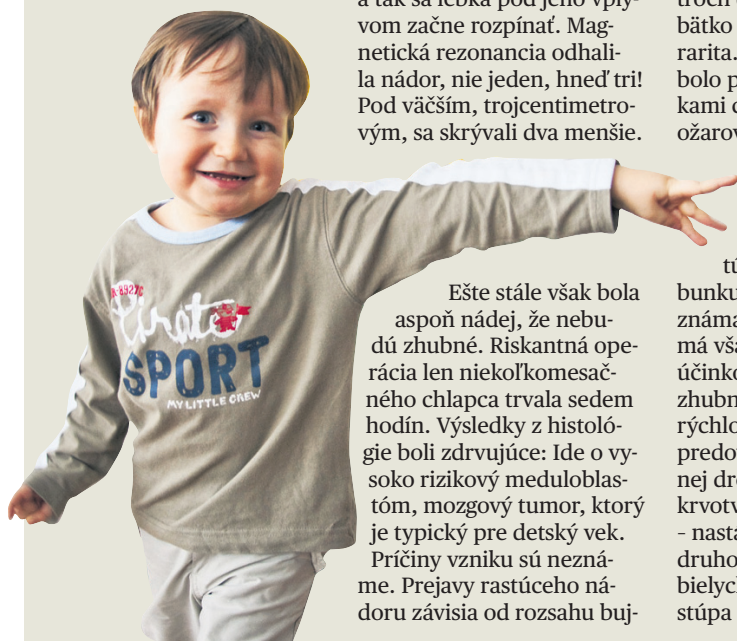 a tak sa lebka pod jeho vply-
vom začne rozpínať. Mag-
netická rezonancia odhali-
la nádor, nie jeden, hneď tri!
Pod väčším, trojcentimetro-
vým, sa skrývali dva menšie.
Ešte stále však bola
aspoň nádej, že nebu-
dú zhubné. Riskantná ope-
rácia len niekoľkomesač-
ného chlapca trvala sedem
hodín. Výsledky z histoló-
gie boli zdrvujúce: Ide o vy-
soko rizikový meduloblas-
tóm, mozgový tumor, ktorý
je typický pre detský vek.
Príčiny vzniku sú nezná-
me. Prejavy rastúceho ná-
doru závisia od rozsahu buj-
troch
bätko
rarita.
bolo p
kami
ožarov
tú
bunku
známa
má vša
účinko
zhubn
rýchlo
predov
nej dre
krvotv
– nasta
druho
bielych
stúpa
Pirate
SPORT
MY LITTLE CREW